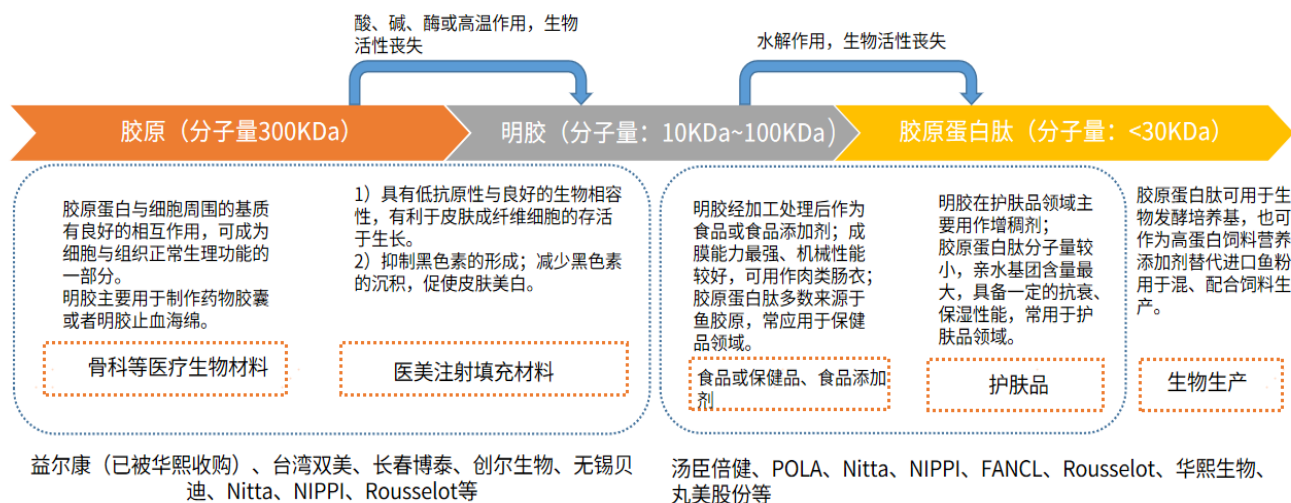 酸、碱、酶或高温作用，生物
活性丧失
水解作用，生物活性丧失
胶原（分子量300KDa）
明胶（分子量：10KDa~100KDa）
胶原蛋白肽（分子量：<30KDa）
胶原蛋白与细胞周围的基质
有良好的相互作用，可成为
细胞与组织正常生理功能的
一部分。
明胶主要用于制作药物胶囊
或者明胶止血海绵。
骨科等医疗生物材料
1）具有低抗原性与良好的生物相容
性，有利于皮肤成纤维细胞的存活
于生长。
2）抑制黑色素的形成；减少黑色素
的沉积，促使皮肤美白。
医美注射填充材料
明胶经加工处理后作为
食品或食品添加剂；成
膜能力最强、机械性能
较好，可用作肉类肠衣；
胶原蛋白肽多数来源于
鱼胶原，常应用于保健
品领域。
食品或保健品、食品添加
剂
明胶在护肤品领域主
要用作增稠剂；
胶原蛋白肽分子量较
小，亲水基团含量最
大，具备一定的抗衰、
保湿性能，常用于护
肤品领域。
护肤品
胶原蛋白肽可用于生
物发酵培养基，也可
作为高蛋白饲料营养
添加剂替代进口鱼粉
用于混、配合饲料生
产。
生物生产
益尔康（已被华熙收购）、台湾双美、长春博泰、创尔生物、无锡贝
迪、Nitta、NIPPI、Rousselot等
汤臣倍健、POLA、Nitta、NIPPI、FANCL、Rousselot、华熙生物、
丸美股份等